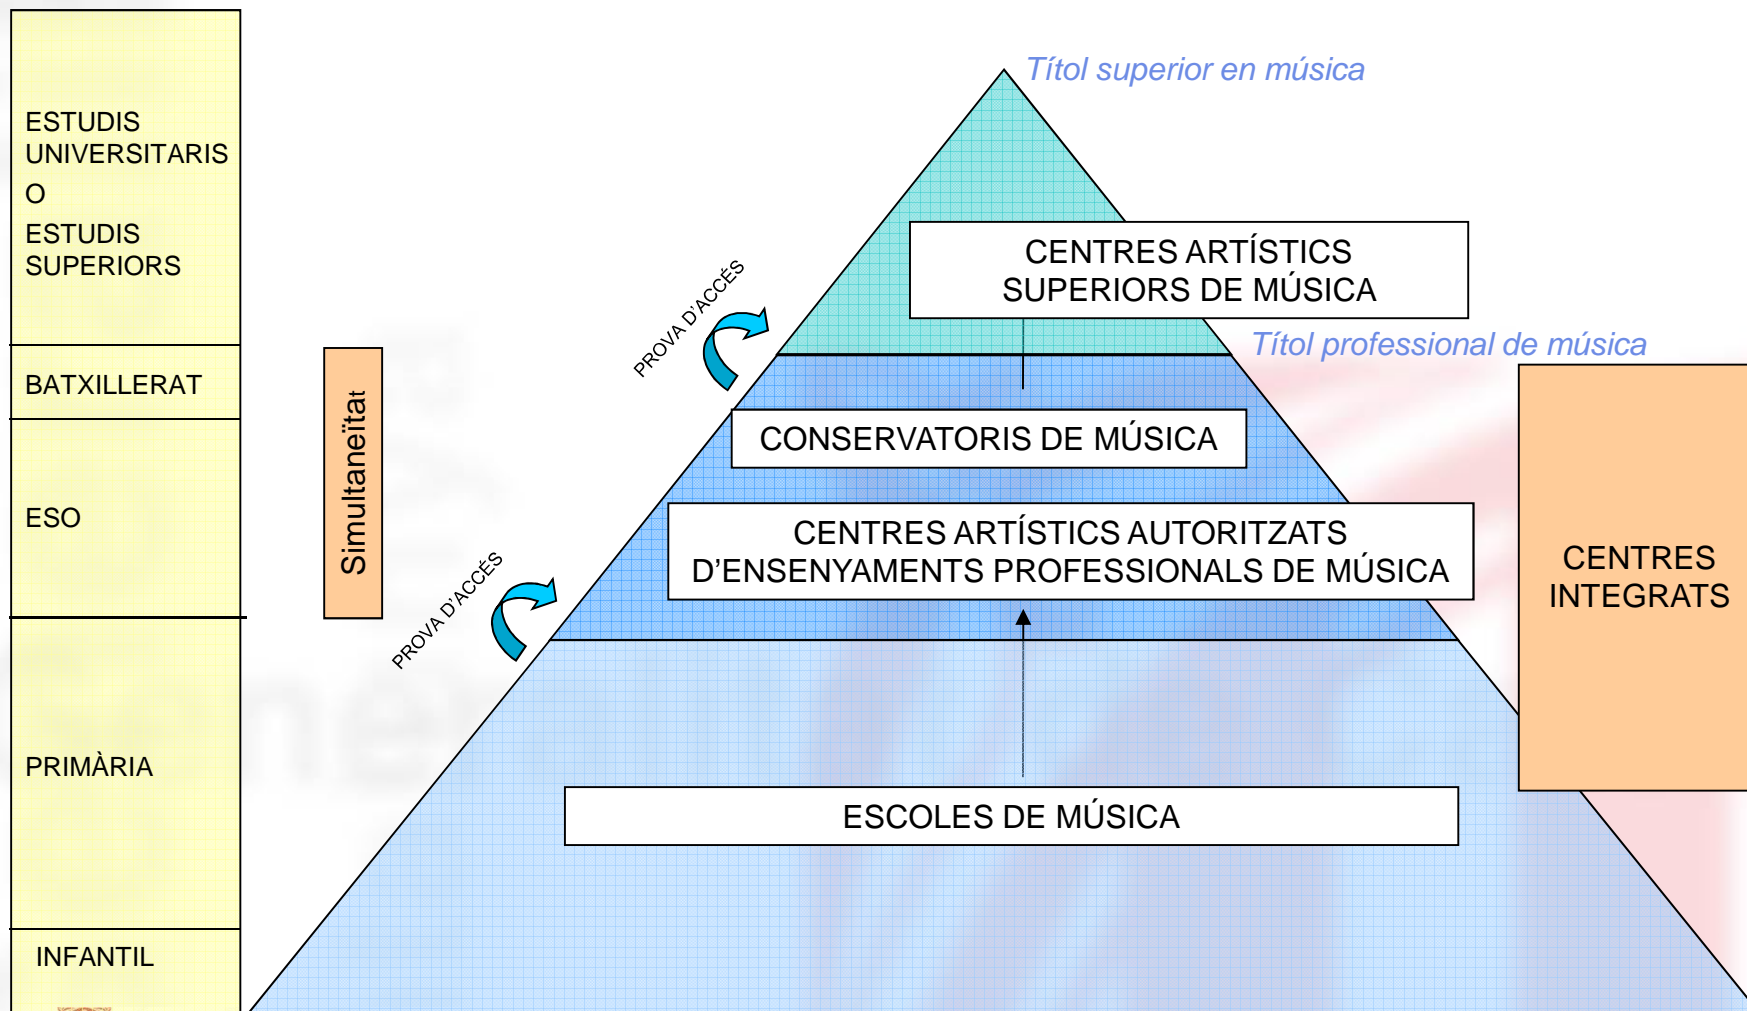 Títol superior en música
ESTUDIS
UNIVERSITARIS
O
ESTUDIS
SUPERIORS
CENTRES ARTÍSTICS
SUPERIORS DE MÚSICA
PROVA D'ACCÉS
Títol professional de música
BATXILLERAT
Simultaneïtat
CONSERVATORIS DE MÚSICA
ESO
CENTRES ARTÍSTICS AUTORITZATS
D'ENSENYAMENTS PROFESSIONALS DE MÚSICA
CENTRES
INTEGRATS
PROVA D'ACCÉS
PRIMÀRIA
ESCOLES DE MÚSICA
INFANTIL